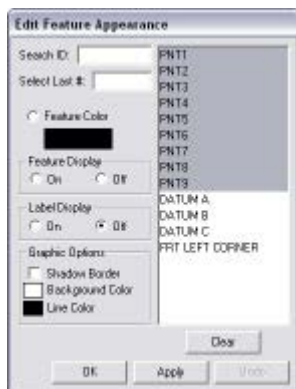 Edit Feature Appearance
Search ID:
Select Last #:
Feature Color
Feature Display
On Off
Label Display
On Off
Graphic Options
Shadow Border
Background Color
Line Color
PNT1
PNT2
PNT3
PNT4
PNT5
PNT6
PNT7
PNT8
PNT9
DATUM A
DATUM B
DATUM C
FRT LEFT CORNER
Clear
OK Apply Undo